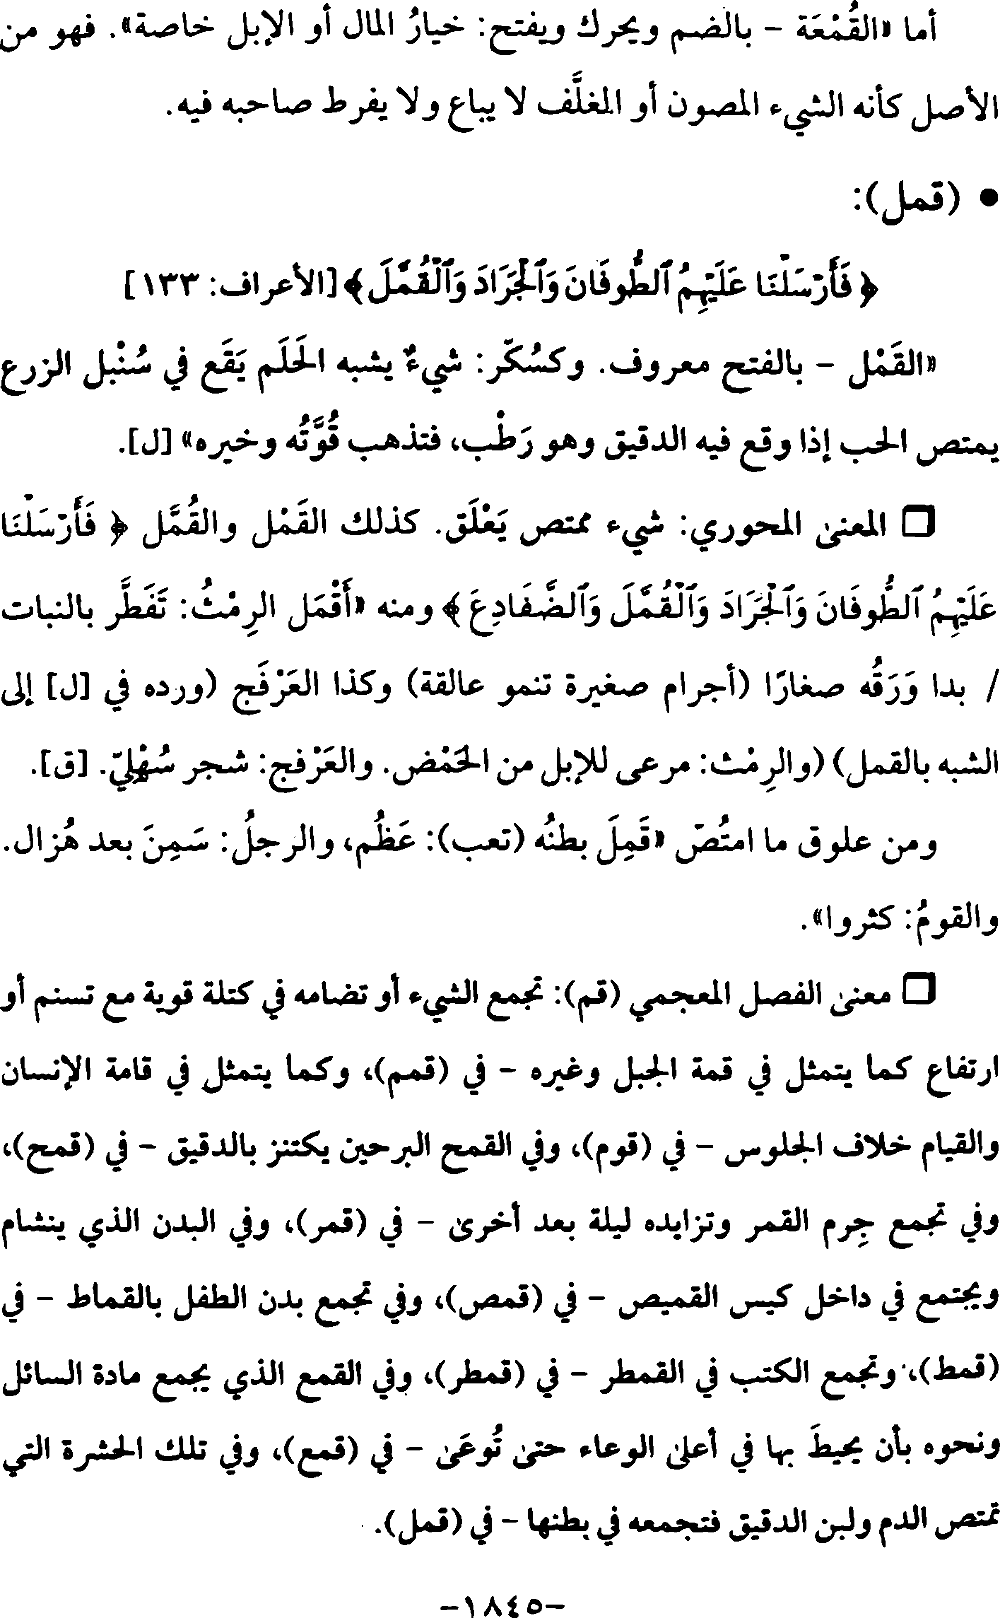 أما «القُمْعَة - بالضم ويحرك ويفتح: خيارُ المال أو الإبل خاصة». فهو من
الأصل كأنه الشيء المصون أو المغلَّف لا يباع ولا يفرط صاحبه فيه.
• (قمل):
﴿ فَأَرْسَلْنَا عَلَيْهِمُ ٱلطُّوفَانَ وَٱلْجَرَادَ وَٱلْقُمَّلَ ﴾ [الأعراف: ١٣٣]
«القَمْل - بالفتح معروف. وكسُكّر: شيءٌ يشبه الحَلَم يَقَع في سُنْبل الزرع
يمتص الحب إذا وقع فيه الدقيق وهو رَطْب، فتذهب قُوَّتُه وخيره» [ل].
□ المعنى المحوري: شيء ممتص يَعْلَق. كذلك القَمْل والقُمَّل ﴿ فَأَرْسَلْنَا
عَلَيْهِمُ ٱلطُّوفَانَ وَٱلْجَرَادَ وَٱلْقُمَّلَ وَٱلضَّفَادِعَ ﴾ ومنه «أَقْمَل الرِمْثُ: تَفَطَّر بالنبات
/ بدا وَرَقُه صغارًا (أجرام صغيرة تنمو عالقة) وكذا العَرْفَج (ورده في [ل] إلى
الشبه بالقمل) (والرِمْث: مرعى للإبل من الحَمْض. والعَرْفج: شجر سُهْلِيّ. [ق].
ومن علوق ما امتُصّ «قَمِلَ بطنُه (تعب): عَظُم، والرجلُ: سَمِنَ بعد هُزال.
والقومُ: كثروا».
□ معنى الفصل المعجمي (قم): تجمع الشيء أو تضامه في كتلة قوية مع تسنم أو
ارتفاع كما يتمثل في قمة الجبل وغيره - في (قمم)، وكما يتمثل في قامة الإنسان
والقيام خلاف الجلوس - في (قوم)، وفي القمح البرحين يكتنز بالدقيق - في (قمح)،
وفي تجمع جِرم القمر وتزايده ليلة بعد أخرى - في (قمر)، وفي البدن الذي ينشام
ويجتمع في داخل كيس القميص - في (قمص)، وفي تجمع بدن الطفل بالقماط - في
(قمط)، وتجمع الكتب في القمطر - في (قمطر)، وفي القمع الذي يجمع مادة السائل
ونحوه بأن يحيطَ بها في أعلى الوعاء حتى تُوعَى - في (قمع)، وفي تلك الحشرة التي
تمتص الدم ولبن الدقيق فتجمعه في بطنها - في (قمل).
-١٨٤٥-